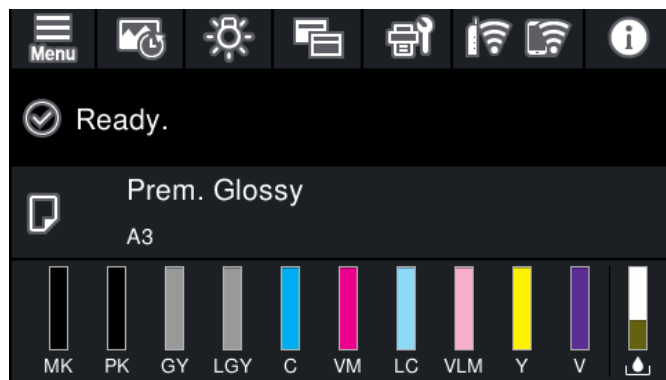 Menu
Ready.
Prem. Glossy
A3
MK PK GY LGY C VM LC VLM Y V